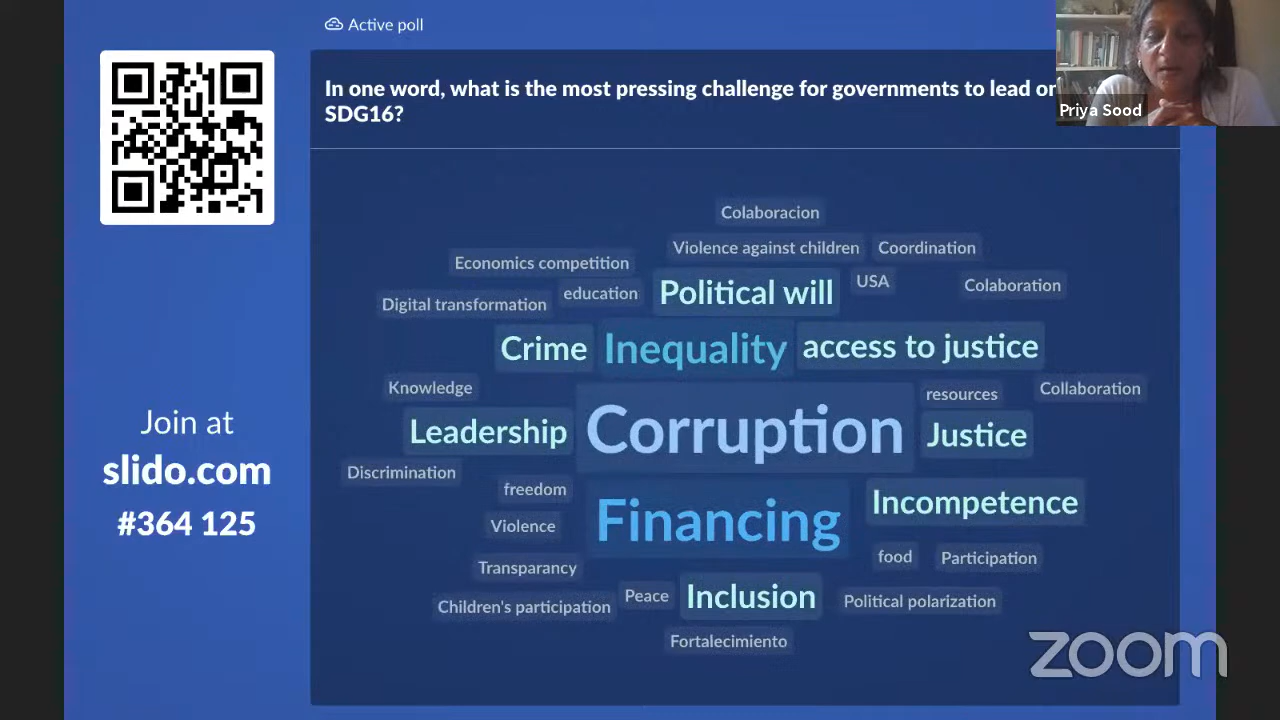 Active poll
In one word, what is the most pressing challenge for governments to lead on
SDG16?
Priya Sood
Colaboracion
Violence against children
Coordination
Economics competition
USA
Colaboration
education
Political will
Digital transformation
Crime
Inequality
access to justice
Knowledge
resources
Collaboration
Leadership
Corruption
Justice
Discrimination
freedom
Incompetence
Violence
Financing
food
Participation
Transparancy
Peace
Inclusion
Political polarization
Children's participation
Fortalecimiento
Join at
slido.com
#364 125
zoom